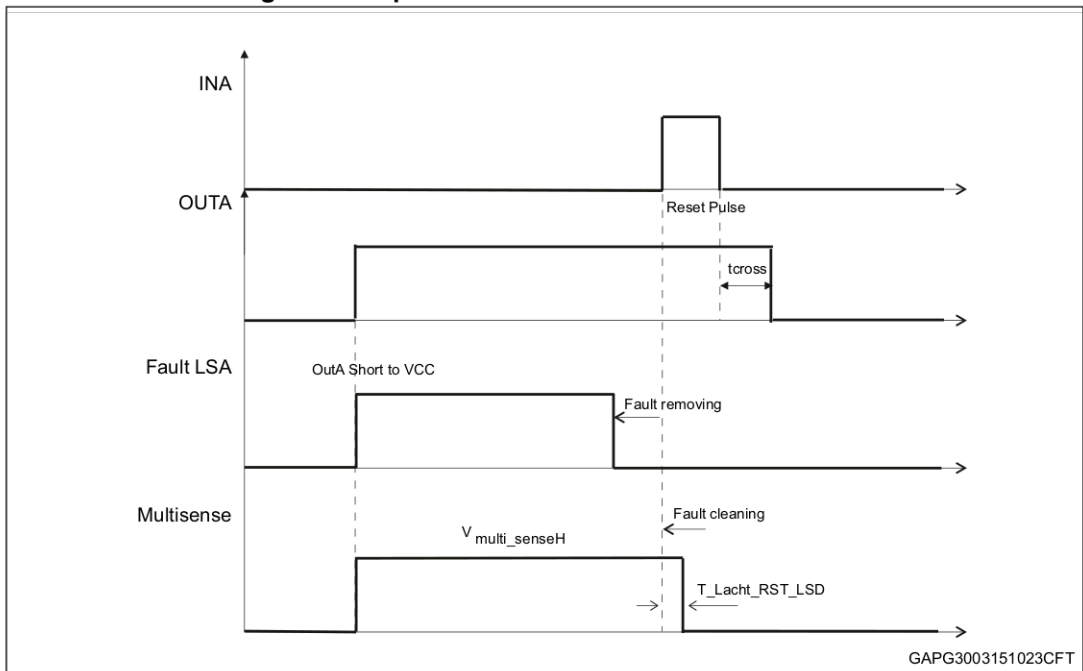 INA
Reset Pulse
OUTA
tcross
Fault LSA
OutA Short to VCC
Fault removing
Multisense
Fault cleaning
V multi_senseH
T_Lacht_RST_LSD
GAPG3003151023CFT